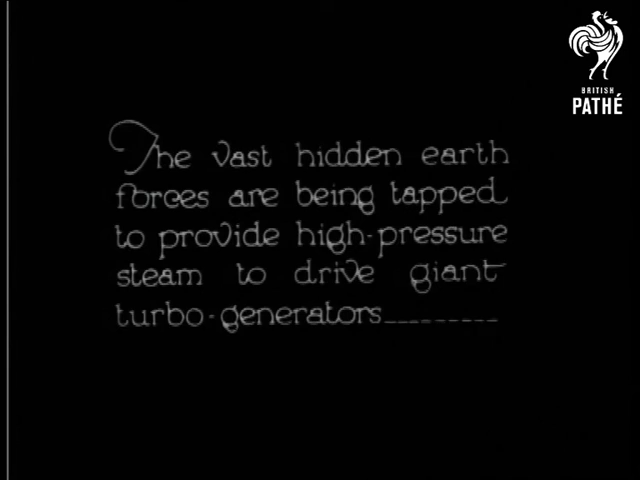 BRITISH
PATHÉ
The vast hidden earth
forces are being tapped
to provide high-pressure
steam to drive giant
turbo-generators_________